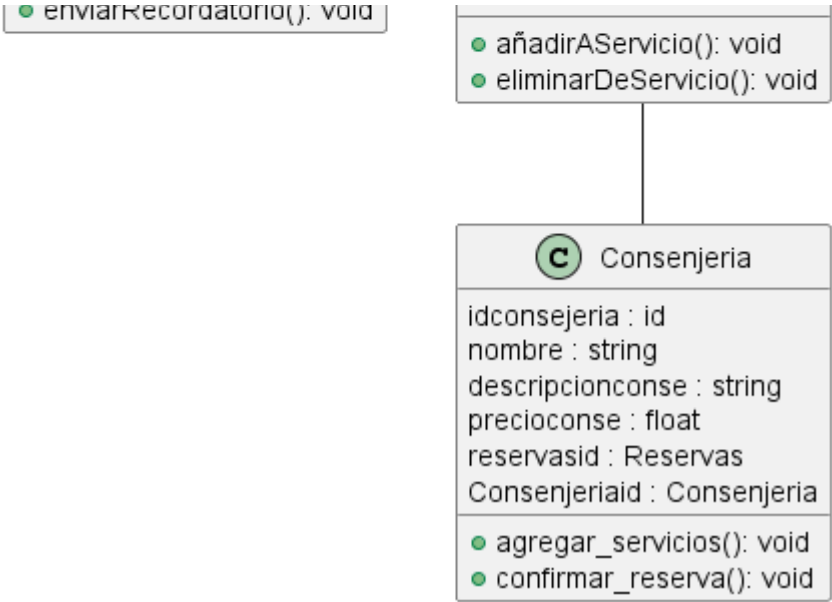 enviarRecordatorio(): void
añadirAServicio(): void
eliminarDeServicio(): void
C Consenjeria
idconsejeria : id
nombre : string
descripcionconse : string
precioconse : float
reservasid : Reservas
Consenjeriaid : Consenjeria
agregar_servicios(): void
confirmar_reserva(): void